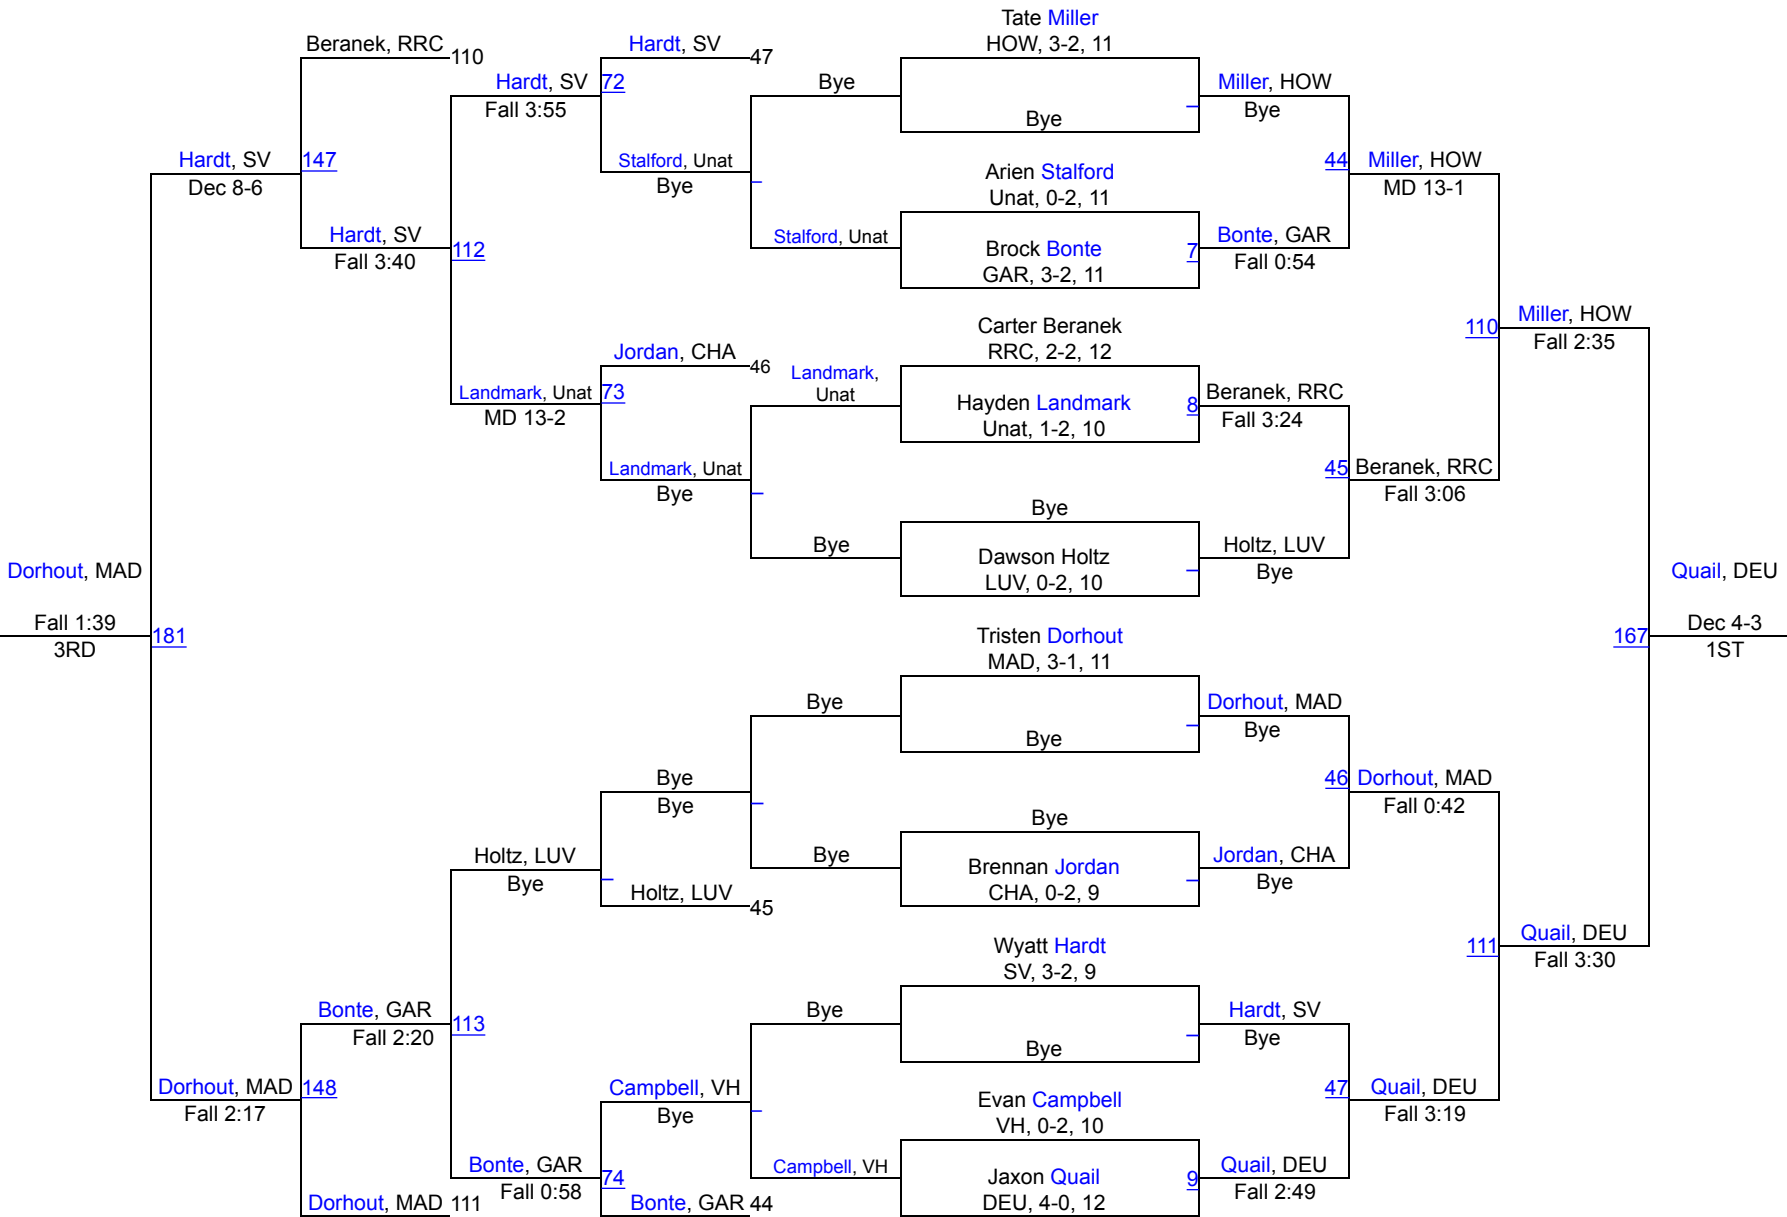 Tate Miller
HOW, 3-2, 11
Bye
Arien Stalford
Unat, 0-2, 11
Brock Bonte
GAR, 3-2, 11
7
Carter Beranek
RRC, 2-2, 12
Hayden Landmark
Unat, 1-2, 10
8
Bye
Dawson Holtz
LUV, 0-2, 10
Tristen Dorhout
MAD, 3-1, 11
Bye
Bye
Brennan Jordan
CHA, 0-2, 9
Wyatt Hardt
SV, 3-2, 9
Bye
Evan Campbell
VH, 0-2, 10
Jaxon Quail
DEU, 4-0, 12
9
Miller, HOW
Bye
Bonte, GAR
Fall 0:54
44
Beranek, RRC
Fall 3:24
Holtz, LUV
Bye
45
Dorhout, MAD
Bye
Jordan, CHA
Bye
46
Hardt, SV
Bye
Quail, DEU
Fall 2:49
47
Miller, HOW
MD 13-1
Beranek, RRC
Fall 3:06
110
Dorhout, MAD
Fall 0:42
Quail, DEU
Fall 3:19
111
Miller, HOW
Fall 2:35
Quail, DEU
Fall 3:30
167
Quail, DEU
Dec 4-3
1ST
Bye
Stalford, Unat
Landmark,
Unat
Bye
Bye
Bye
Bye
Campbell, VH
Hardt, SV
47
Stalford, Unat
Bye
72
Jordan, CHA
46
Landmark, Unat
Bye
73
Bye
Bye
Holtz, LUV
45
Campbell, VH
Bye
Bonte, GAR 44
74
Hardt, SV
Fall 3:55
Landmark, Unat
MD 13-2
112
Holtz, LUV
Bye
Bonte, GAR
Fall 0:58
113
Beranek, RRC
110
Hardt, SV
Fall 3:40
147
Bonte, GAR
Fall 2:20
Dorhout, MAD 111
148
Hardt, SV
Dec 8-6
Dorhout, MAD
Fall 2:17
181
Dorhout, MAD
Fall 1:39
3RD